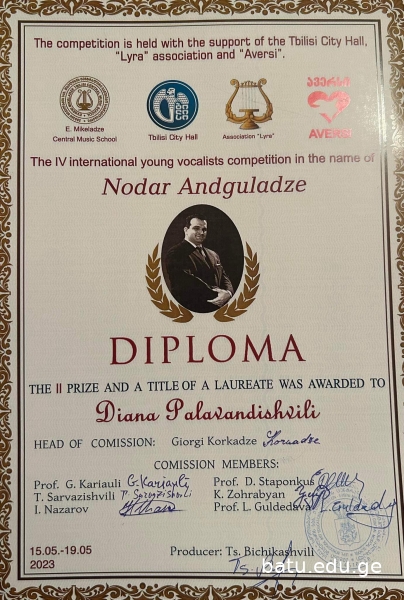 The competition is held with the support of the Tbilisi City Hall,
"Lyra" association and "Aversi".
E. Mikeladze
Central Music School
Tbilisi City Hall
Association "Lyra"
ავერსი
AVERSI
The IV international young vocalists competition in the name of
Nodar Andguladze
DIPLOMA
THE II PRIZE AND A TITLE OF A LAUREATE WAS AWARDED TO
Diana Palavandishvili
HEAD OF COMISSION: Giorgi Korkadze
COMISSION MEMBERS:
Prof. G. Kariauli G. Kariauli Prof. D. Staponkus
T. Sarvazishvili K. Zohrabyan
I. Nazarov Prof. L. Guldedava
15.05.-19.05
2023
Producer: Ts. Bichikashvili
batu.edu.ge